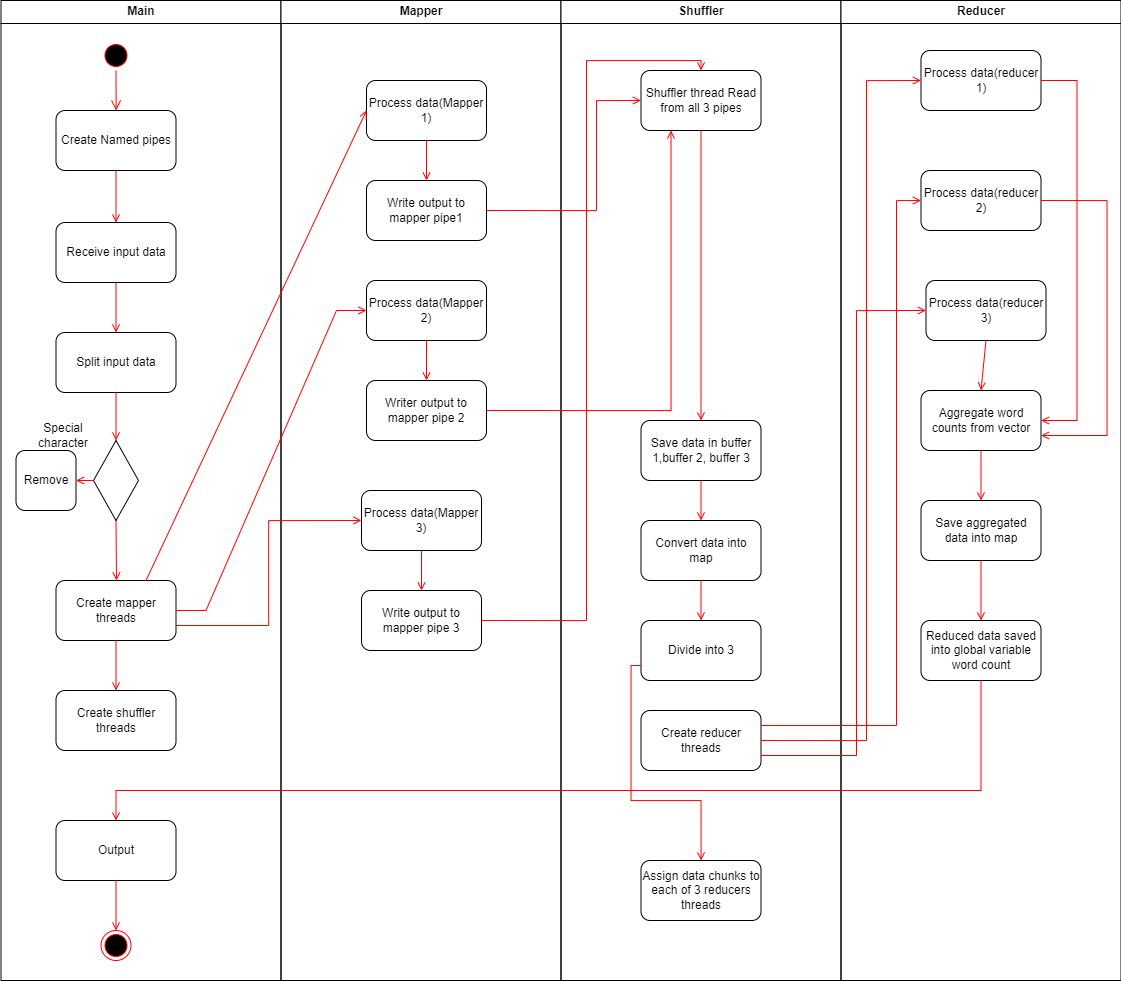 Main
Mapper
Shuffler
Reducer
Create Named pipes
Receive input data
Split input data
Special
character
Remove
Create mapper
threads
Create shuffler
threads
Output
Process data(Mapper
1)
Write output to
mapper pipe1
Process data(Mapper
2)
Writer output to
mapper pipe 2
Process data(Mapper
3)
Write output to
mapper pipe 3
Shuffler thread Read
from all 3 pipes
Save data in buffer
1,buffer 2, buffer 3
Convert data into
map
Divide into 3
Create reducer
threads
Assign data chunks to
each of 3 reducers
threads
Process data(reducer
1)
Process data(reducer
2)
Process data(reducer
3)
Aggregate word
counts from vector
Save aggregated
data into map
Reduced data saved
into global variable
word count